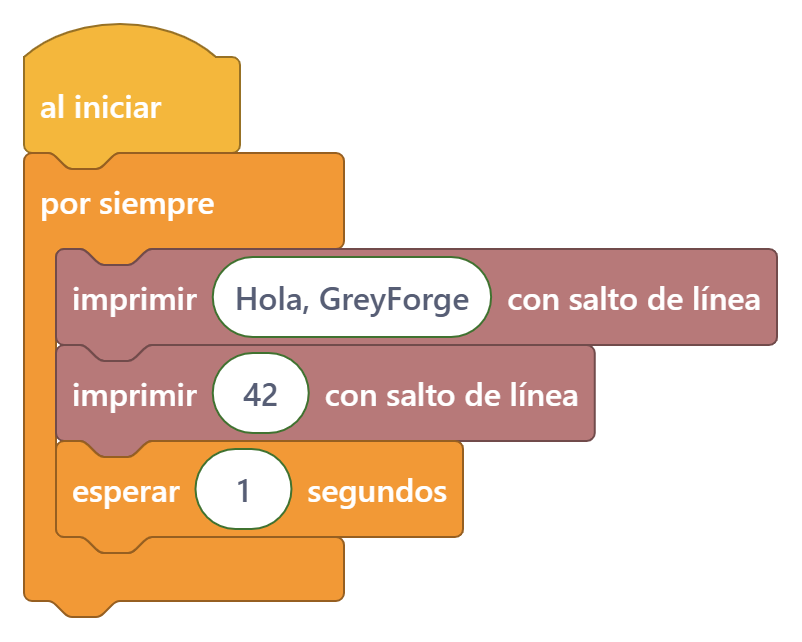 al iniciar
por siempre
imprimir Hola, GreyForge con salto de línea
imprimir 42 con salto de línea
esperar 1 segundos